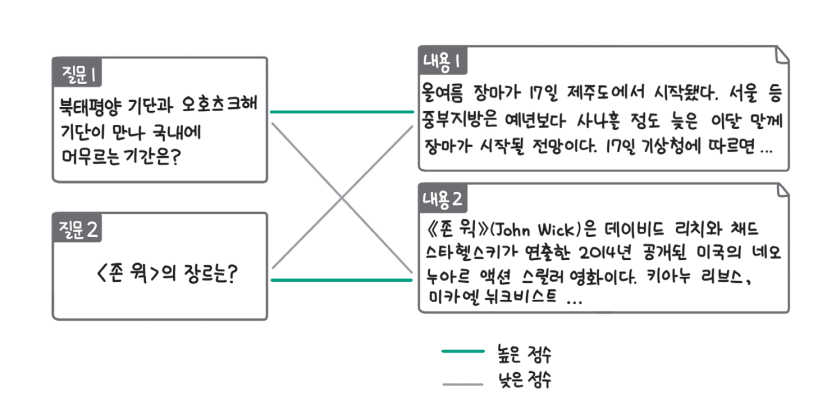 질문 1
북태평양 기단과 오호츠크해
기단이 만나 국내에
머무르는 기간은?
질문 2
<존 윅>의 장르는?
내용 1
올여름 장마가 17일 제주도에서 시작됐다. 서울 등
중부지방은 예년보다 사나흘 정도 늦은 이달 말께
장마가 시작될 전망이다. 17일 기상청에 따르면 ...
내용 2
《존 윅》(John Wick)은 데이비드 리치와 채드
스타헬스키가 연출한 2014년 공개된 미국의 네오
누아르 액션 스릴러 영화이다. 키아누 리브스,
미카엘 뉘크비스트 ...
높은 점수
낮은 점수